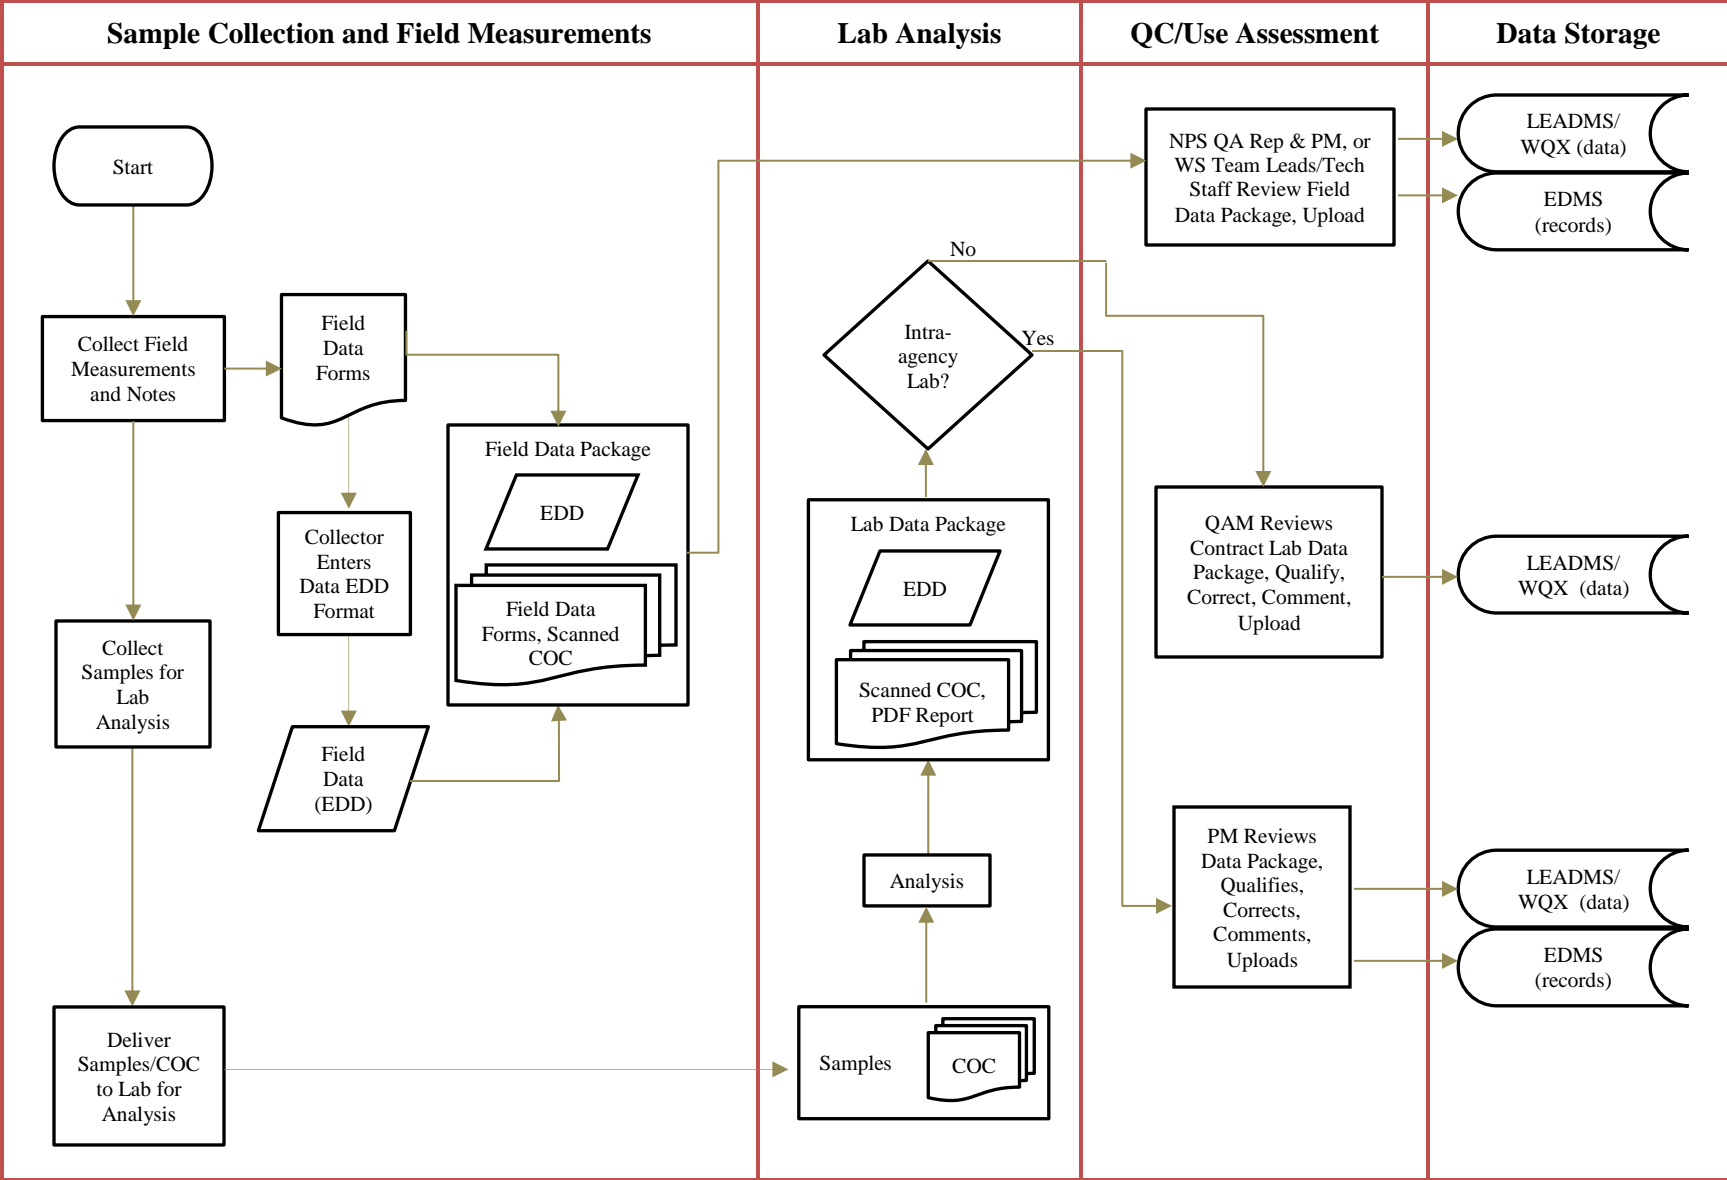 Sample Collection and Field Measurements
Lab Analysis
QC/Use Assessment
Data Storage
Start
Collect Field
Measurements
and Notes
Field
Data
Forms
Collector
Enters
Data EDD
Format
Field
Data
(EDD)
Field Data Package
EDD
Field Data
Forms, Scanned
COC
Collect
Samples for
Lab
Analysis
Deliver
Samples/COC
to Lab for
Analysis
No
Intra-
agency
Lab?
Yes
Lab Data Package
EDD
Scanned COC,
PDF Report
Analysis
Samples
COC
NPS QA Rep & PM, or
WS Team Leads/Tech
Staff Review Field
Data Package, Upload
QAM Reviews
Contract Lab Data
Package, Qualify,
Correct, Comment,
Upload
PM Reviews
Data Package,
Qualifies,
Corrects,
Comments,
Uploads
LEADMS/
WQX (data)
EDMS
(records)
LEADMS/
WQX  (data)
LEADMS/
WQX  (data)
EDMS
(records)